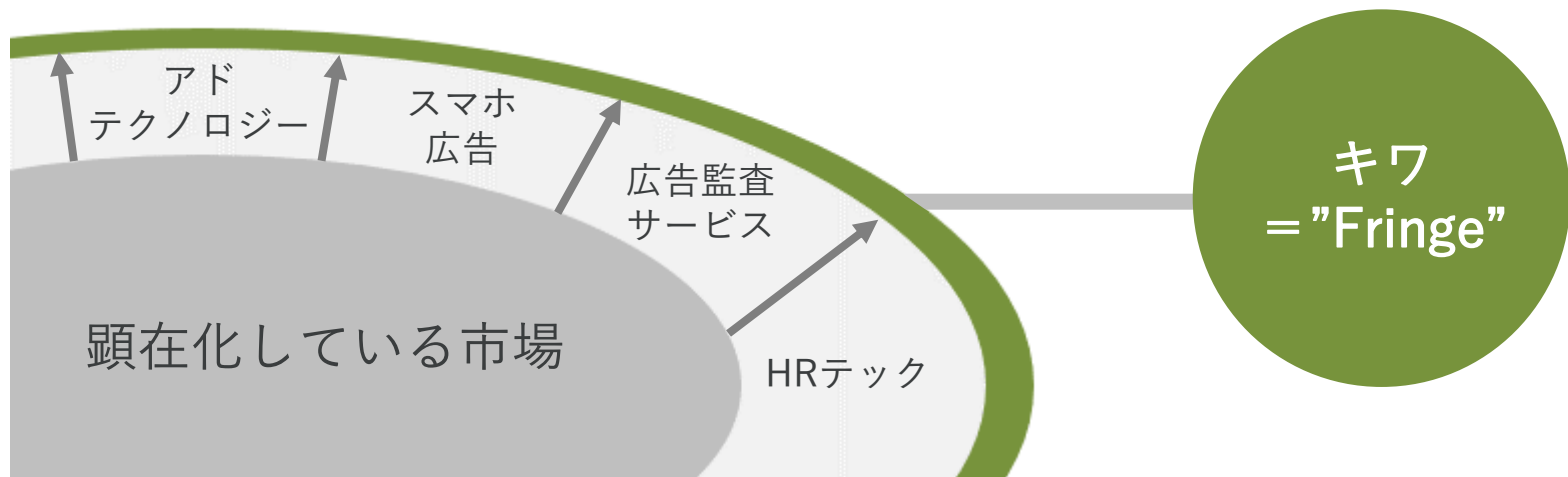 アド
テクノロジー
スマホ
広告
広告監査
サービス
HRテック
顕在化している市場
キワ
＝”Fringe”